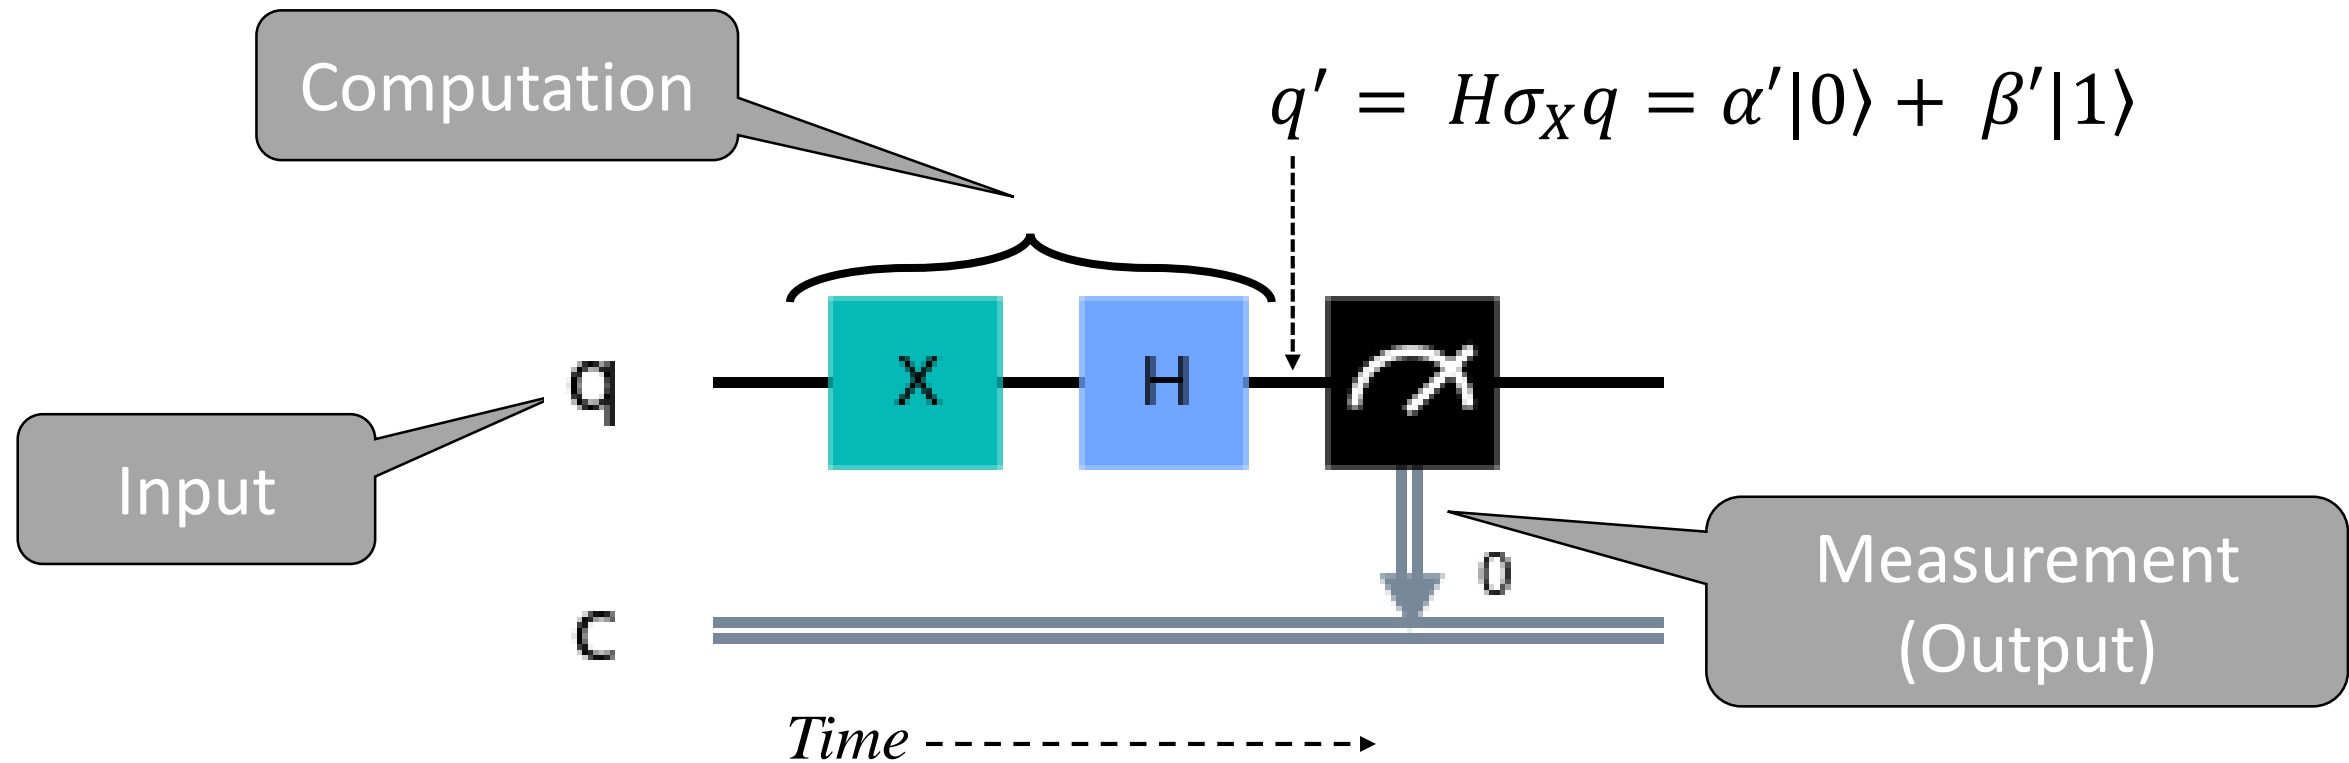 Computation
q′ = Hσ_X q = α′|0⟩ + β′|1⟩
X
H
q
Input
0
Measurement
(Output)
c
Time